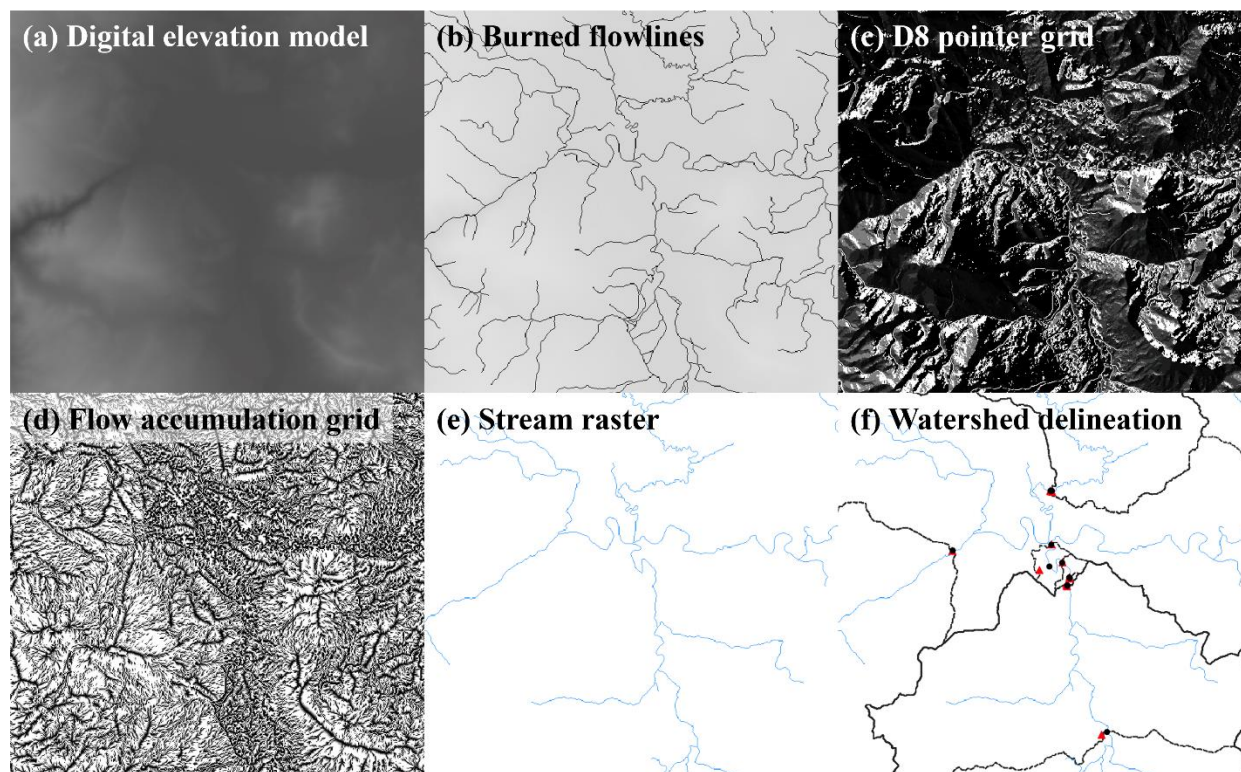 (a) Digital elevation model
(b) Burned flowlines
(c) D8 pointer grid
(d) Flow accumulation grid
(e) Stream raster
(f) Watershed delineation